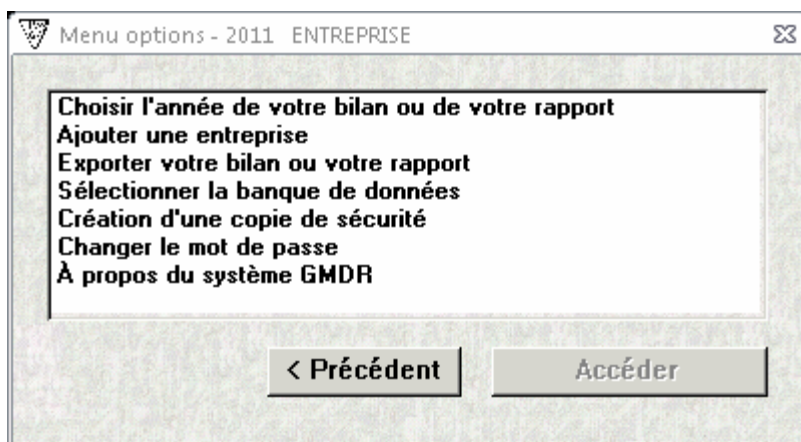 Menu options - 2011 ENTREPRISE
Choisir l'année de votre bilan ou de votre rapport
Ajouter une entreprise
Exporter votre bilan ou votre rapport
Sélectionner la banque de données
Création d'une copie de sécurité
Changer le mot de passe
À propos du système GMDR
< Précédent Accéder